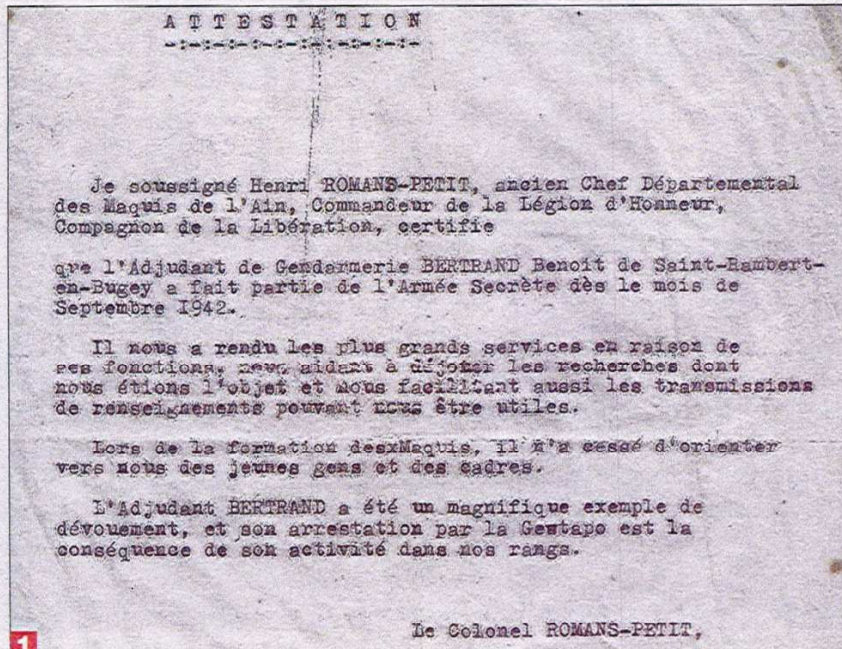 A T T E S T A T I O N
-:-:-:-:-:-:-:-:-:-:-:-
Je soussigné Henri ROMANS-PETIT, ancien Chef Départemental
des Maquis de l'Ain, Commandeur de la Légion d'Honneur,
Compagnon de la Libération, certifie
que l'Adjudant de Gendarmerie BERTRAND Benoit de Saint-Rambert-
en-Bugey a fait partie de l'Armée Secrète dès le mois de
Septembre 1942.
Il nous a rendu les plus grands services en raison de
ses fonctions, nous aidant à déjouer les recherches dont
nous étions l'objet et nous facilitant aussi les transmissions
de renseignements pouvant nous être utiles.
Lors de la formation desxMaquis, il n'a cessé d'orienter
vers nous des jeunes gens et des cadres.
L'Adjudant BERTRAND a été un magnifique exemple de
dévouement, et son arrestation par la Gestapo est la
conséquence de son activité dans nos rangs.
Le Colonel ROMANS-PETIT,
1